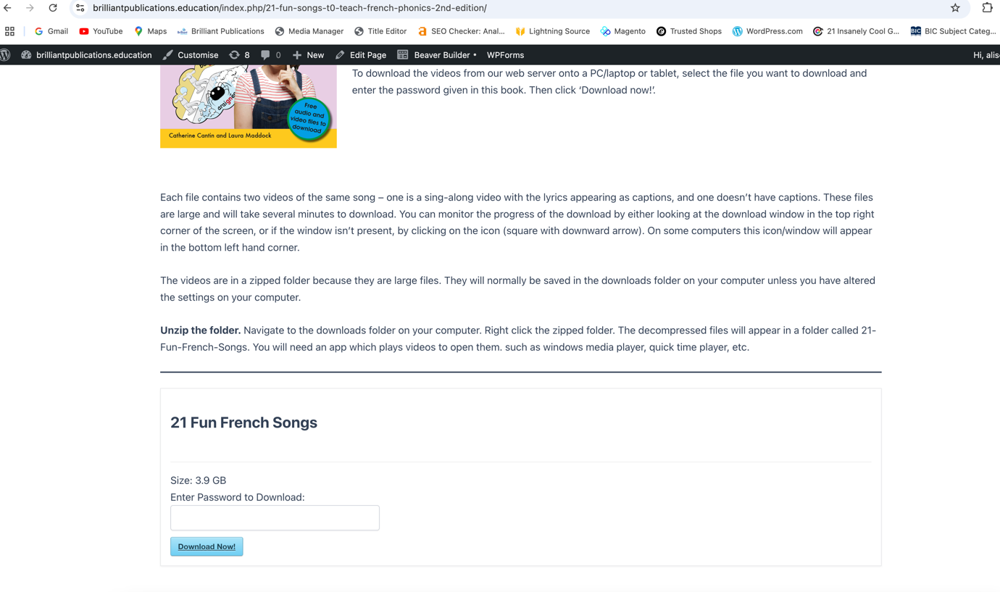 brilliantpublications.education/index.php/21-fun-songs-t0-teach-french-phonics-2nd-edition/
Gmail YouTube Maps Brilliant Publications Media Manager Title Editor SEO Checker: Anal... Lightning Source Magento Trusted Shops WordPress.com 21 Insanely Cool G... BIC BIC Subject Categ...
brilliantpublications.education Customise 8 0 New Edit Page Beaver Builder • WPForms Hi, alis
To download the videos from our web server onto a PC/laptop or tablet, select the file you want to download and
enter the password given in this book. Then click ‘Download now!’.
Free
audio and
video files to
download
Catherine Cantin and Laura Maddock
Each file contains two videos of the same song – one is a sing-along video with the lyrics appearing as captions, and one doesn’t have captions. These files
are large and will take several minutes to download. You can monitor the progress of the download by either looking at the download window in the top right
corner of the screen, or if the window isn’t present, by clicking on the icon (square with downward arrow). On some computers this icon/window will appear
in the bottom left hand corner.
The videos are in a zipped folder because they are large files. They will normally be saved in the downloads folder on your computer unless you have altered
the settings on your computer.
Unzip the folder. Navigate to the downloads folder on your computer. Right click the zipped folder. The decompressed files will appear in a folder called 21-
Fun-French-Songs. You will need an app which plays videos to open them. such as windows media player, quick time player, etc.
21 Fun French Songs
Size: 3.9 GB
Enter Password to Download:
Download Now!